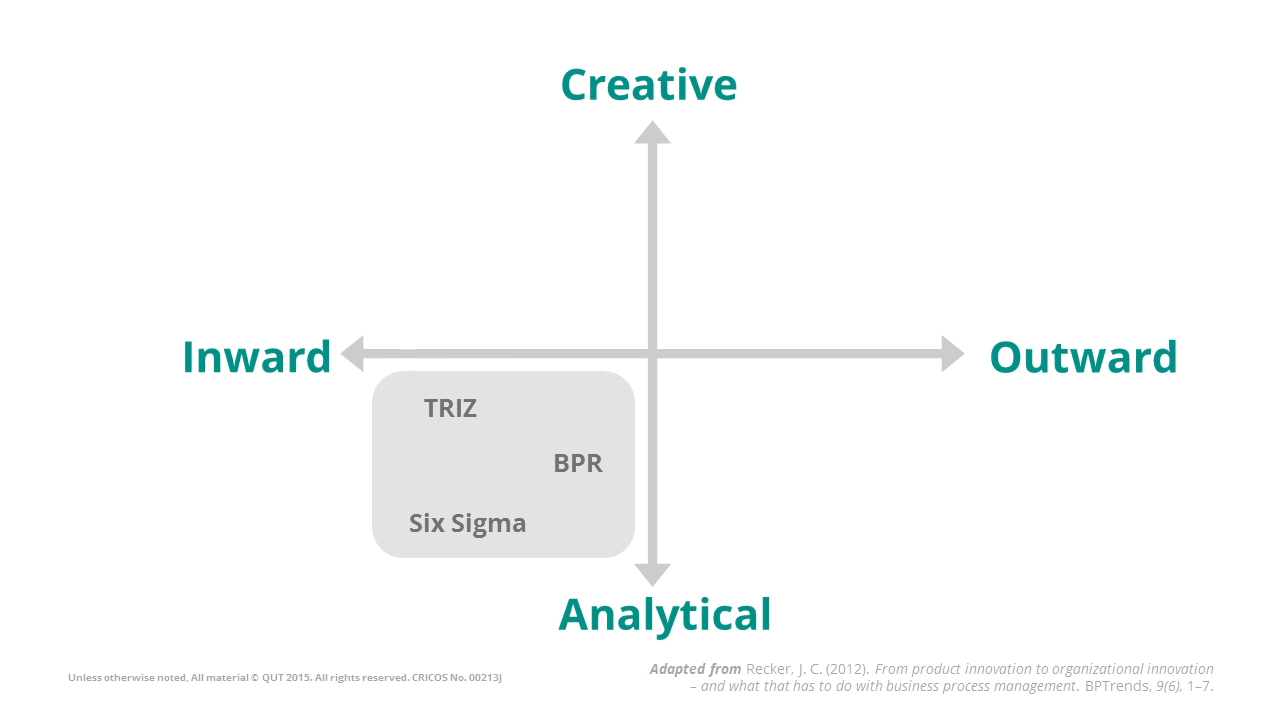 Creative
Inward
Outward
TRIZ
BPR
Six Sigma
Analytical
Adapted from Recker, J. C. (2012). From product innovation to organizational innovation
– and what that has to do with business process management. BPTrends, 9(6), 1–7.
Unless otherwise noted, All material © QUT 2015. All rights reserved. CRICOS No. 00213J